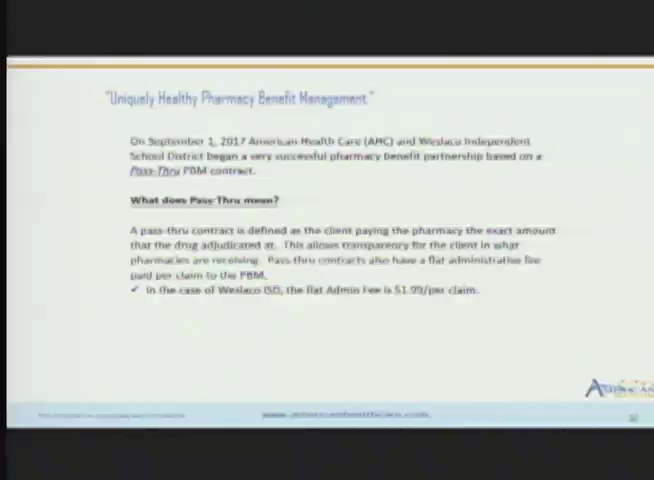 "Uniquely Healthy Pharmacy Benefit Management"
On September 1, 2017 American Health Care (AHC) and Weslaco Independent
School District began a very successful pharmacy benefit partnership based on a
Pass-Thru PBM contract.
What does Pass-Thru mean?
A pass-thru contract is defined as the client paying the pharmacy the exact amount
that the drug adjudicated at. This allows transparency for the client in what
pharmacies are receiving. Pass-thru contracts also have a flat administrative fee
paid per claim to the PBM.
✓ In the case of Weslaco ISD, the flat Admin Fee is $1.99/per claim.
www.americanhealthcare.com